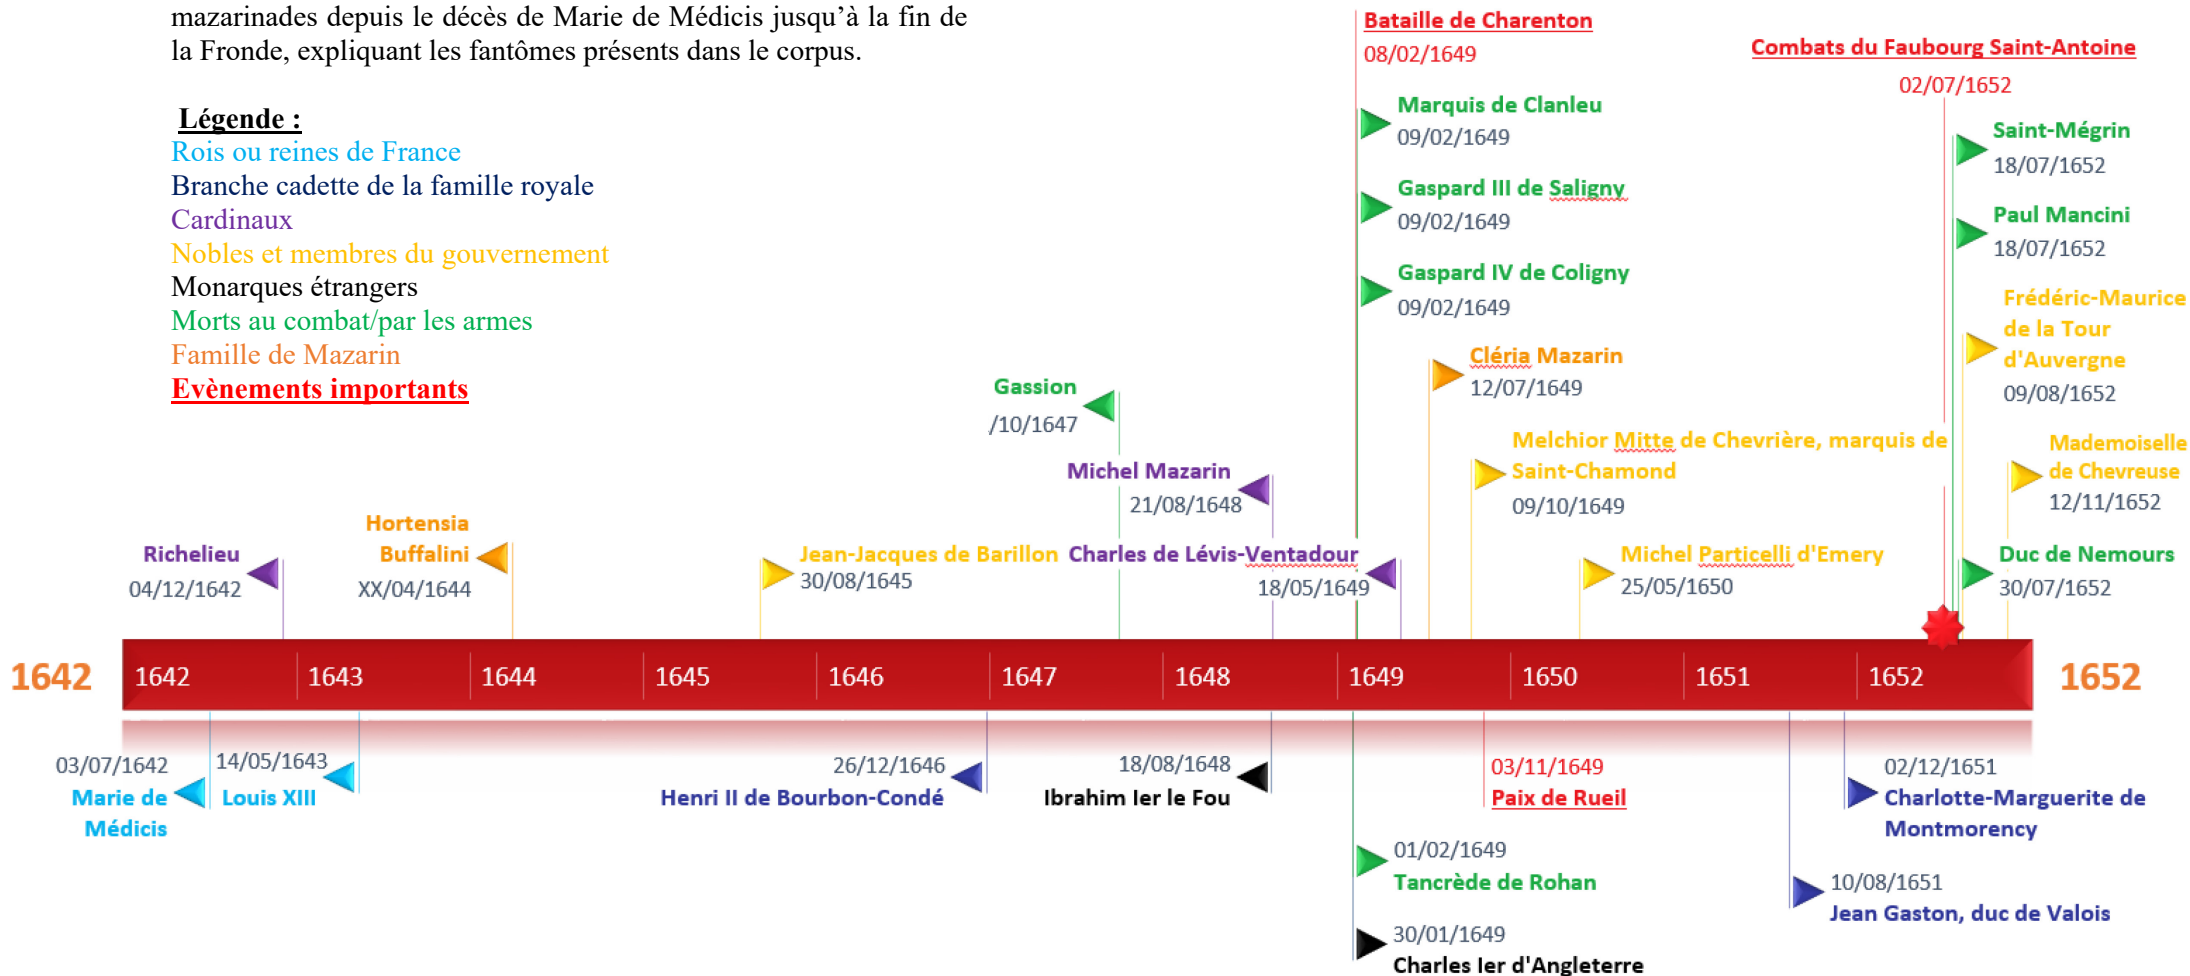 mazarinades depuis le décès de Marie de Médicis jusqu’à la fin de
la Fronde, expliquant les fantômes présents dans le corpus.
Légende :
Rois ou reines de France
Branche cadette de la famille royale
Cardinaux
Nobles et membres du gouvernement
Monarques étrangers
Morts au combat/par les armes
Famille de Mazarin
Evènements importants
Bataille de Charenton
08/02/1649
Combats du Faubourg Saint-Antoine
02/07/1652
Marquis de Clanleu
09/02/1649
Gaspard III de Saligny
09/02/1649
Gaspard IV de Coligny
09/02/1649
Saint-Mégrin
18/07/1652
Paul Mancini
18/07/1652
Frédéric-Maurice
de la Tour
d'Auvergne
09/08/1652
Cléria Mazarin
12/07/1649
Gassion
/10/1647
Melchior Mitte de Chevrière, marquis de
Saint-Chamond
09/10/1649
Mademoiselle
de Chevreuse
12/11/1652
Michel Mazarin
21/08/1648
Hortensia
Buffalini
XX/04/1644
Richelieu
04/12/1642
Jean-Jacques de Barillon
30/08/1645
Charles de Lévis-Ventadour
18/05/1649
Michel Particelli d'Emery
25/05/1650
Duc de Nemours
30/07/1652
1642
1642
1643
1644
1645
1646
1647
1648
1649
1650
1651
1652
1652
03/07/1642
Marie de
Médicis
14/05/1643
Louis XIII
26/12/1646
Henri II de Bourbon-Condé
18/08/1648
Ibrahim Ier le Fou
03/11/1649
Paix de Rueil
02/12/1651
Charlotte-Marguerite de
Montmorency
01/02/1649
Tancrède de Rohan
10/08/1651
Jean Gaston, duc de Valois
30/01/1649
Charles Ier d'Angleterre